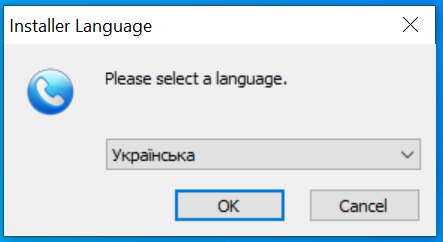 Installer Language
Please select a language.
Українська
OK
Cancel